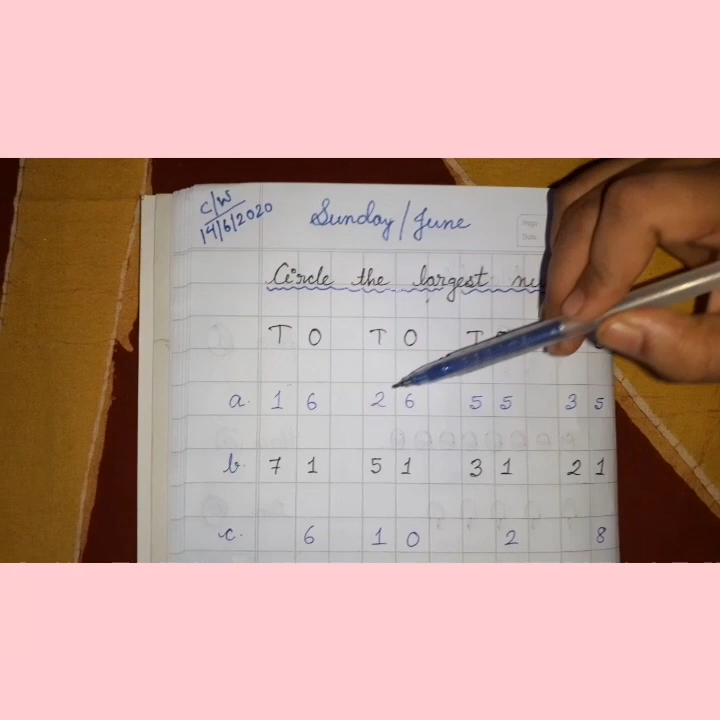 C/W
14/6/2020
Sunday/June
Circle the largest
T O T O T
a. 1 6 2 6 5 5 3 5
b. 7 1 5 1 3 1 2 1
c. 6 1 0 2 8